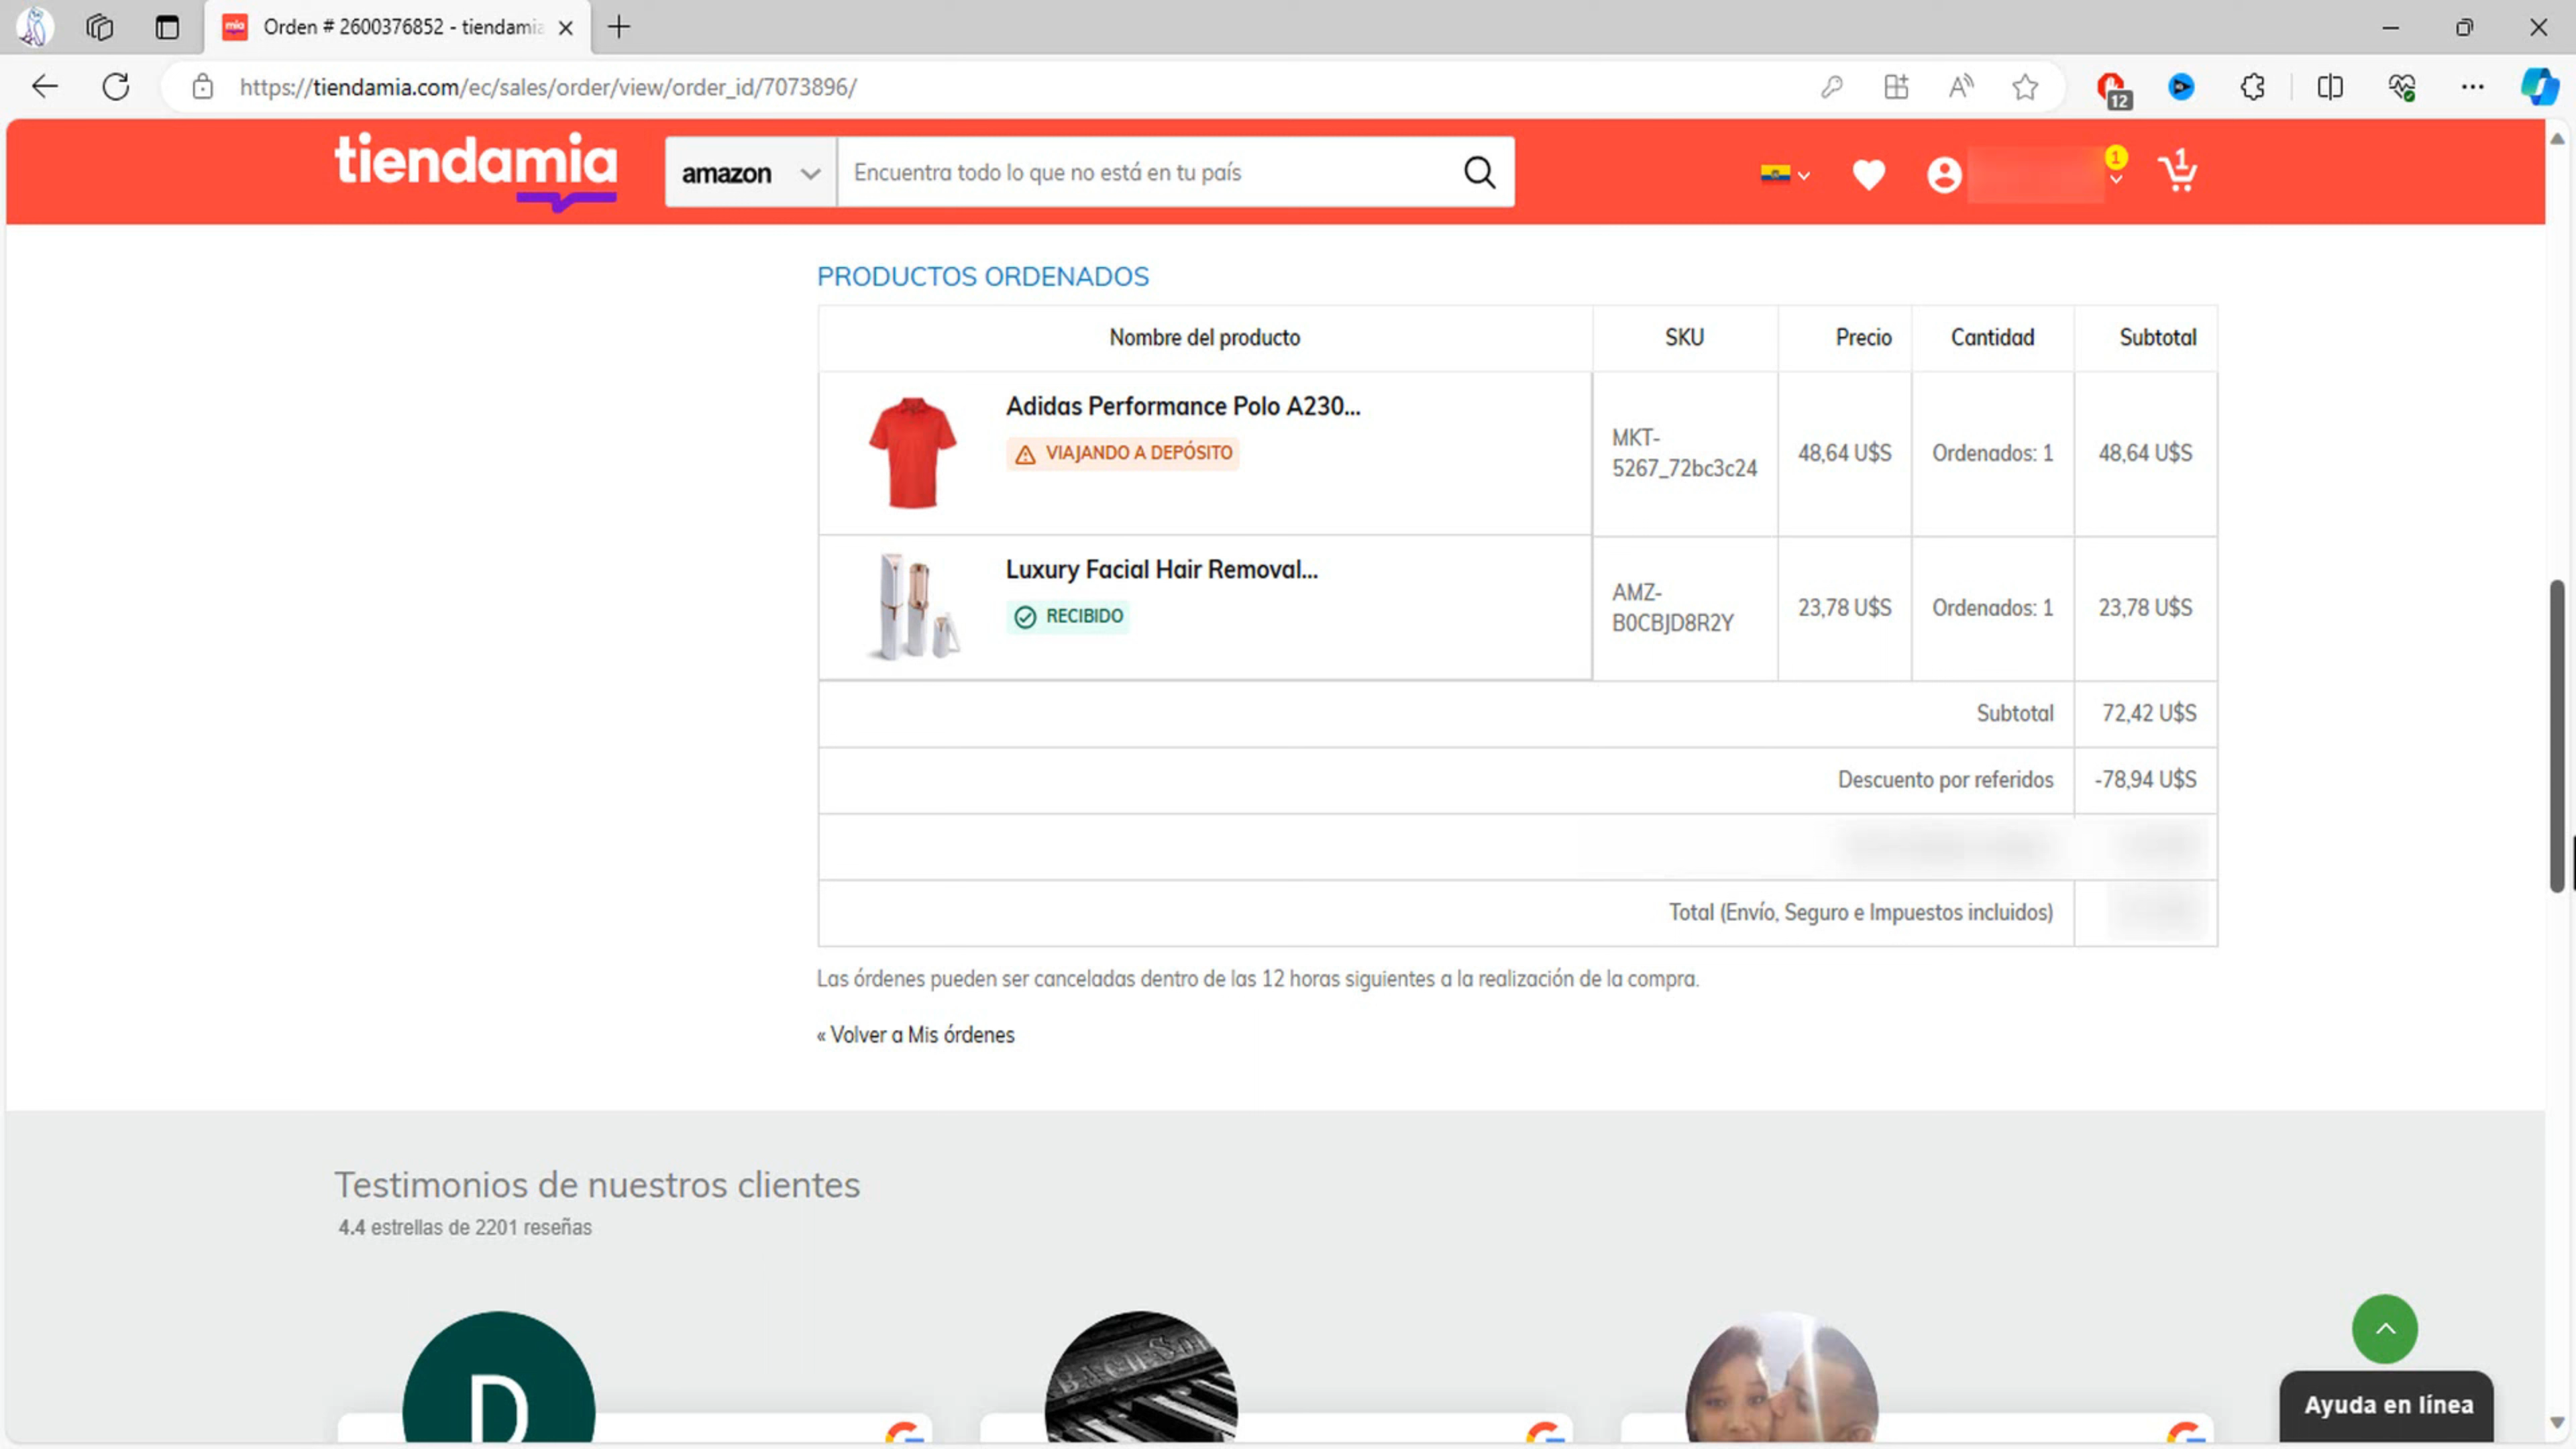 Orden # 2600376852 - tiendamia
https://tiendamia.com/ec/sales/order/view/order_id/7073896/
12
tiendamia
amazon
Encuentra todo lo que no está en tu país
1
1
PRODUCTOS ORDENADOS
Nombre del producto SKU Precio Cantidad Subtotal
Adidas Performance Polo A230...
VIAJANDO A DEPÓSITO
MKT-
5267_72bc3c24
48,64 U$S Ordenados: 1 48,64 U$S
Luxury Facial Hair Removal...
RECIBIDO
AMZ-
B0CBJD8R2Y
23,78 U$S Ordenados: 1 23,78 U$S
Subtotal 72,42 U$S
Descuento por referidos -78,94 U$S
Total (Envío, Seguro e Impuestos incluidos)
Las órdenes pueden ser canceladas dentro de las 12 horas siguientes a la realización de la compra.
« Volver a Mis órdenes
Testimonios de nuestros clientes
4.4 estrellas de 2201 reseñas
D
Ayuda en línea